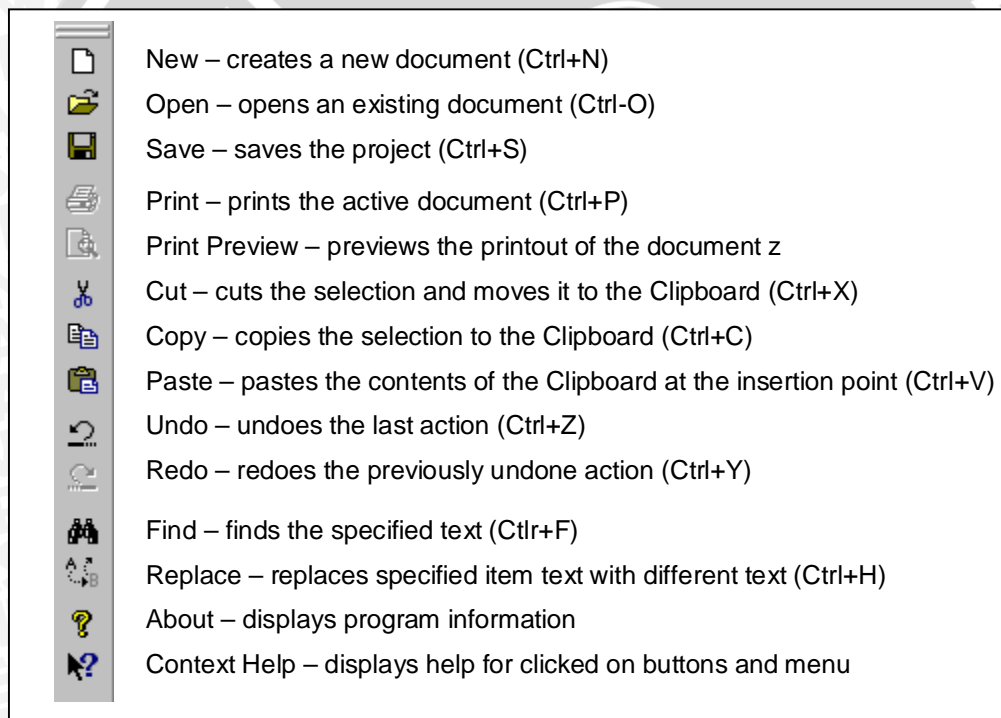 New – creates a new document (Ctrl+N)
Open – opens an existing document (Ctrl-O)
Save – saves the project (Ctrl+S)
Print – prints the active document (Ctrl+P)
Print Preview – previews the printout of the document z
Cut – cuts the selection and moves it to the Clipboard (Ctrl+X)
Copy – copies the selection to the Clipboard (Ctrl+C)
Paste – pastes the contents of the Clipboard at the insertion point (Ctrl+V)
Undo – undoes the last action (Ctrl+Z)
Redo – redoes the previously undone action (Ctrl+Y)
Find – finds the specified text (Ctlr+F)
Replace – replaces specified item text with different text (Ctrl+H)
About – displays program information
Context Help – displays help for clicked on buttons and menu